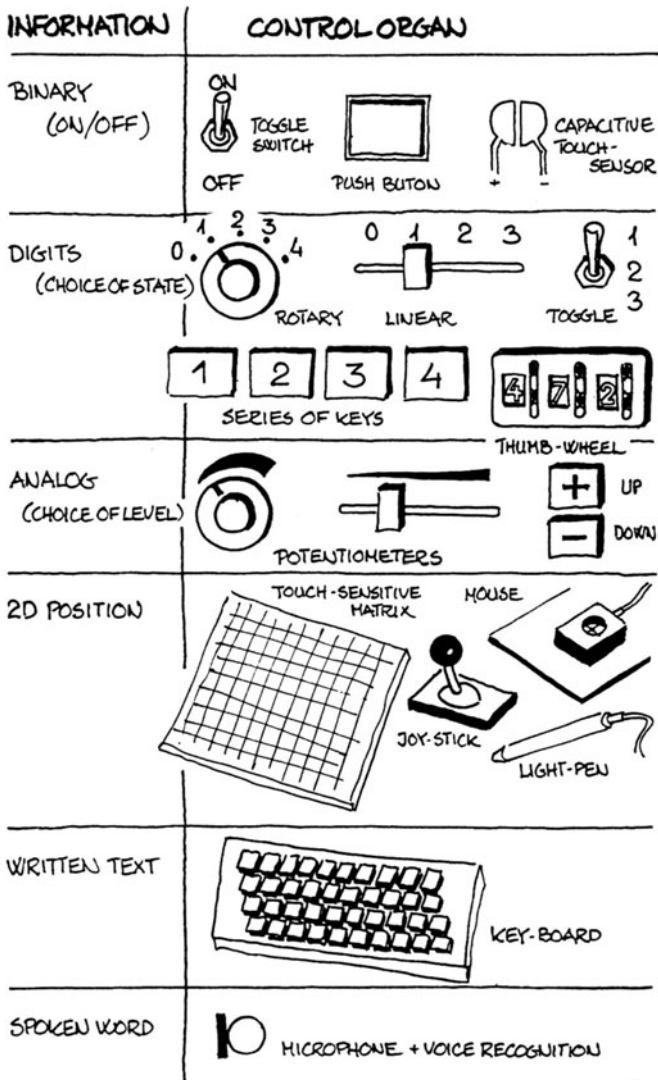 INFORMATION
CONTROL ORGAN
BINARY
(ON/OFF)
ON
TOGGLE
SWITCH
OFF
PUSH BUTON
CAPACITIVE
TOUCH-
SENSOR
+ -
DIGITS
(CHOICE OF STATE)
0 1 2 3 4
ROTARY
0 1 2 3
LINEAR
1
2
3
TOGGLE
1 2 3 4
SERIES OF KEYS
4 7 2
THUMB-WHEEL
ANALOG
(CHOICE OF LEVEL)
POTENTIOMETERS
+ UP
- DOWN
2D POSITION
TOUCH-SENSITIVE
MATRIX
MOUSE
JOY-STICK
LIGHT-PEN
WRITTEN TEXT
KEY-BOARD
SPOKEN WORD
MICROPHONE + VOICE RECOGNITION